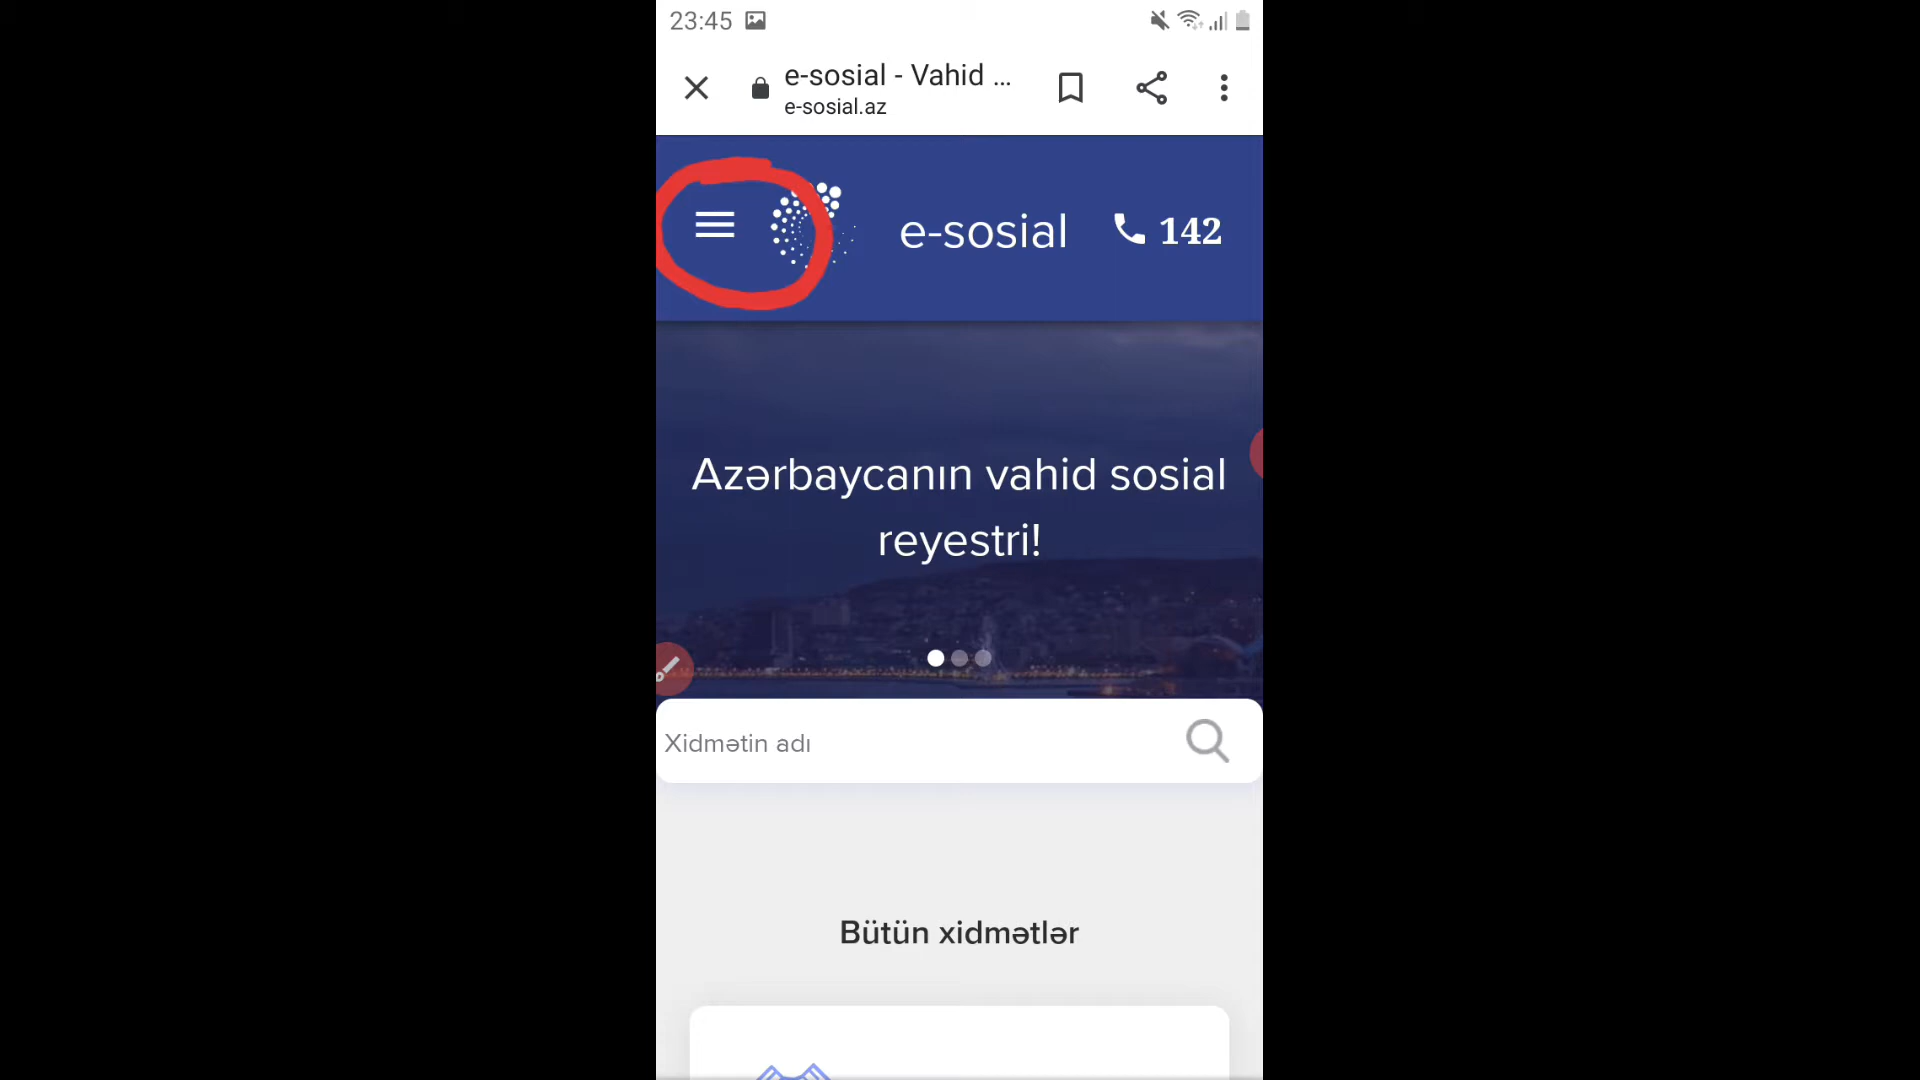 23:45
e-sosial - Vahid ...
e-sosial.az
e-sosial
142
Azərbaycanın vahid sosial
reyestri!
Xidmətin adı
Bütün xidmətlər